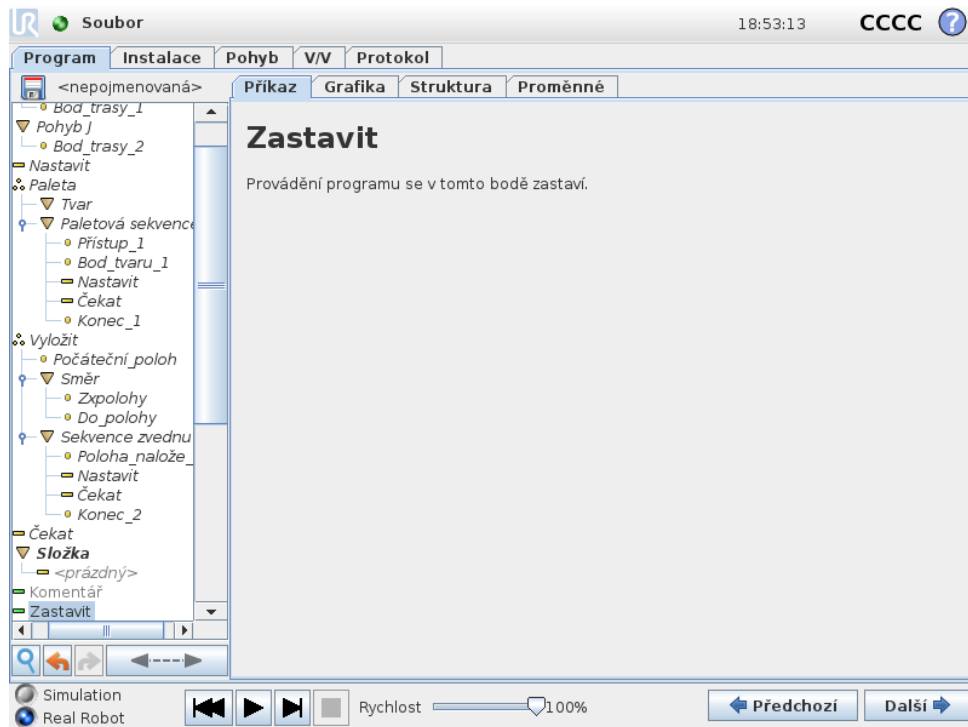 UR Soubor 18:53:13 CCCC ?
Program Instalace Pohyb V/V Protokol
<nepojmenovaná> Příkaz Grafika Struktura Proměnné
Bod_trasy_1
Pohyb J
Bod_trasy_2
Nastavit
Paleta
Tvar
Paletová sekvence
Přístup_1
Bod_tvaru_1
Nastavit
Čekat
Konec_1
Vyložit
Počáteční_poloh
Směr
Zxpolohy
Do_polohy
Sekvence zvednu
Poloha_nalože_
Nastavit
Čekat
Konec_2
Čekat
Složka
<prázdný>
Komentář
Zastavit
Zastavit
Provádění programu se v tomto bodě zastaví.
Simulation
Real Robot
Rychlost 100%
Předchozí Další